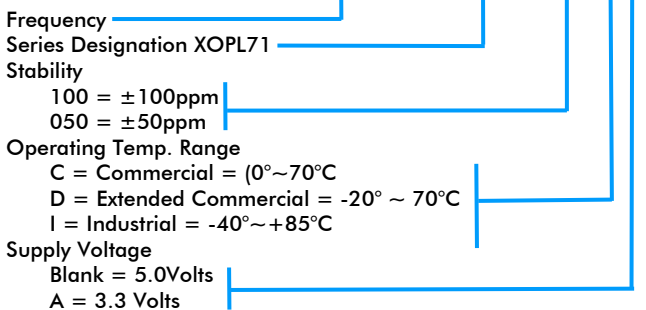 Frequency
Series Designation XOPL71
Stability
100 = ±100ppm
050 = ±50ppm
Operating Temp. Range
C = Commercial = (0°~70°C
D = Extended Commercial = -20° ~ 70°C
I = Industrial = -40°~+85°C
Supply Voltage
Blank = 5.0Volts
A = 3.3 Volts